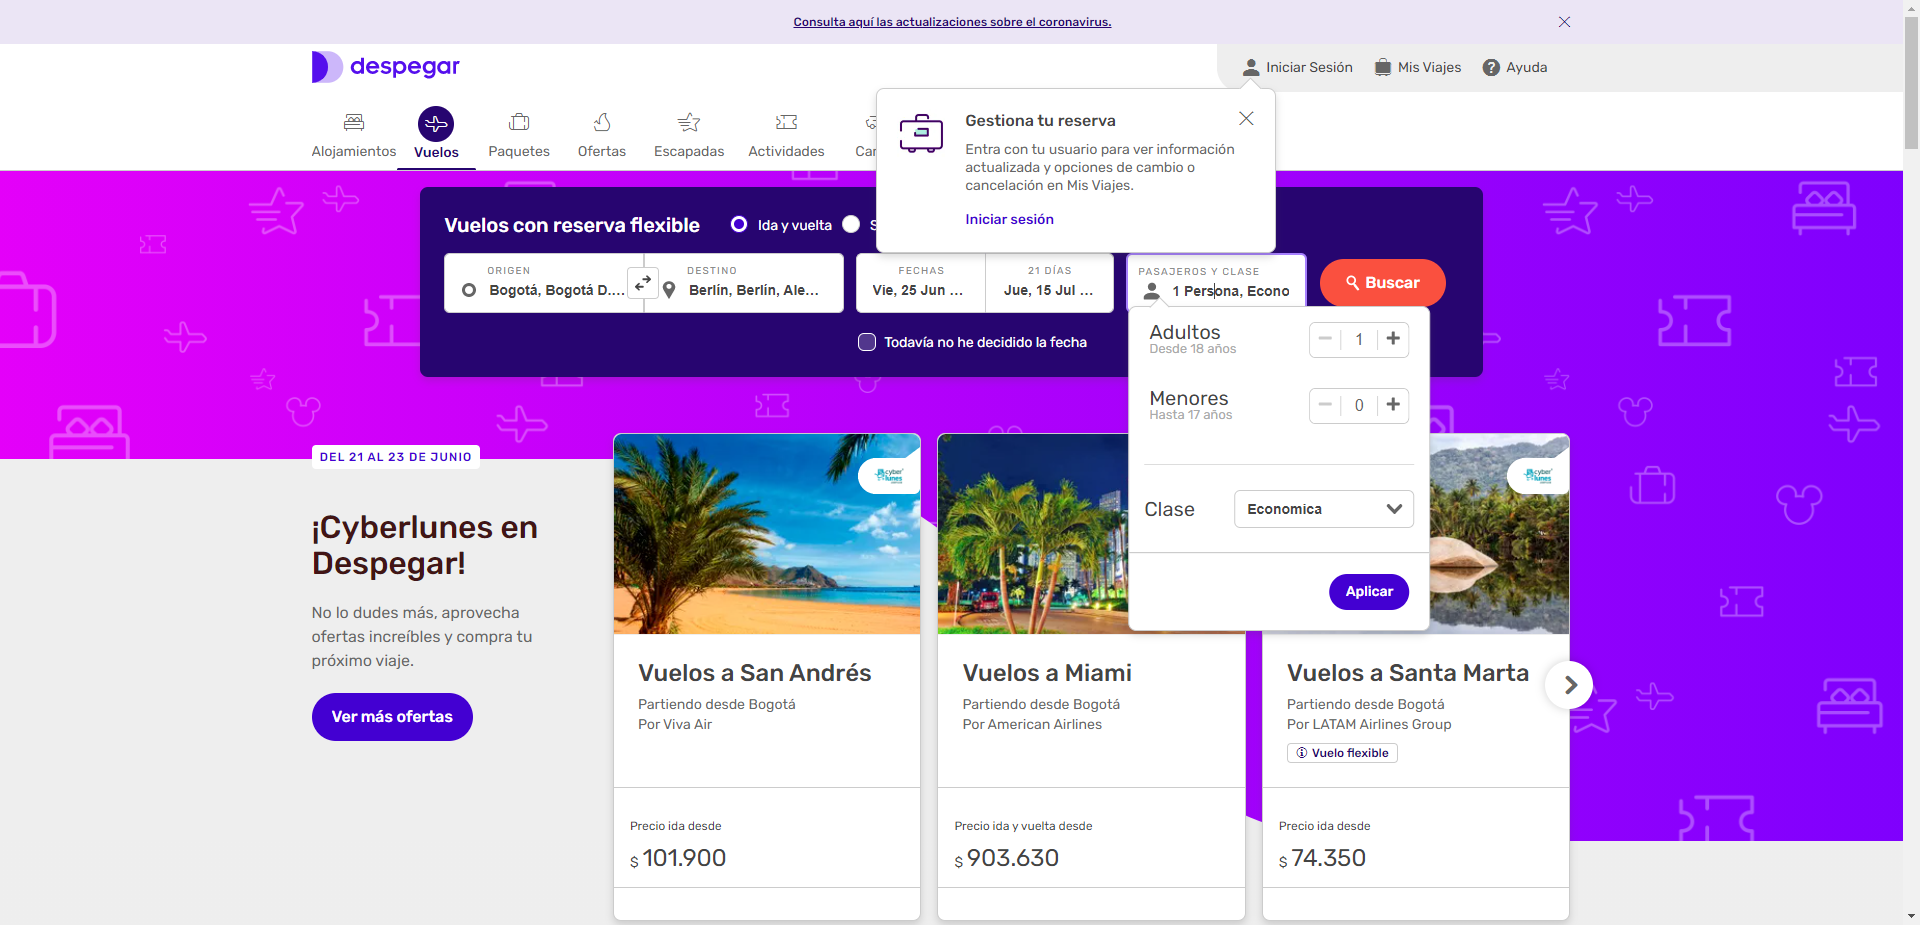 Consulta aquí las actualizaciones sobre el coronavirus.
despegar
Iniciar Sesión
Mis Viajes
Ayuda
Alojamientos
Vuelos
Paquetes
Ofertas
Escapadas
Actividades
Gestiona tu reserva
Entra con tu usuario para ver información
actualizada y opciones de cambio o
cancelación en Mis Viajes.
Iniciar sesión
Vuelos con reserva flexible
Ida y vuelta
ORIGEN
Bogotá, Bogotá D....
DESTINO
Berlín, Berlín, Ale...
FECHAS
Vie, 25 Jun ...
21 DÍAS
Jue, 15 Jul ...
PASAJEROS Y CLASE
1 Persona, Econo
Buscar
Todavía no he decidido la fecha
Adultos
Desde 18 años
1
Menores
Hasta 17 años
0
Clase
Economica
Aplicar
DEL 21 AL 23 DE JUNIO
¡Cyberlunes en
Despegar!
No lo dudes más, aprovecha
ofertas increíbles y compra tu
próximo viaje.
Ver más ofertas
cyber
lunes
Vuelos a San Andrés
Partiendo desde Bogotá
Por Viva Air
Precio ida desde
$ 101.900
Vuelos a Miami
Partiendo desde Bogotá
Por American Airlines
Precio ida y vuelta desde
$ 903.630
cyber
lunes
Vuelos a Santa Marta
Partiendo desde Bogotá
Por LATAM Airlines Group
Vuelo flexible
Precio ida desde
$ 74.350